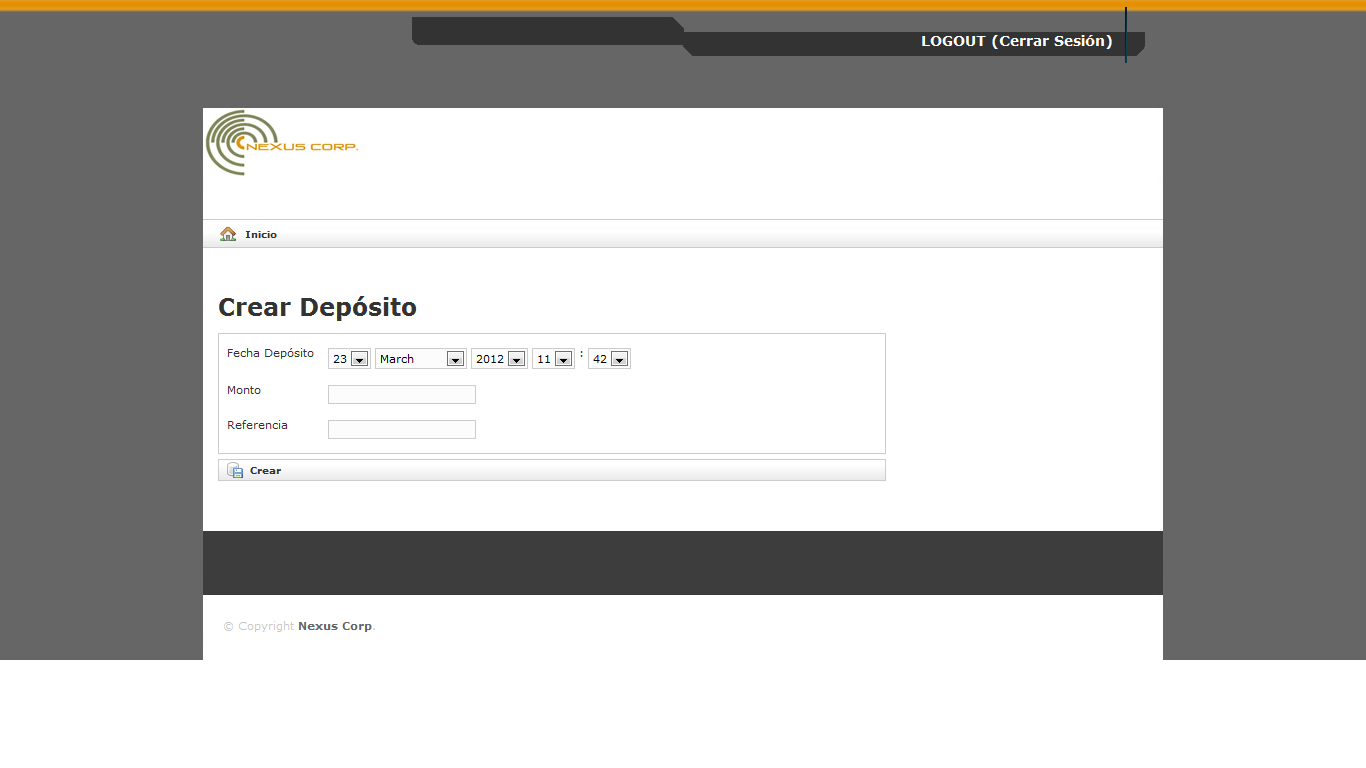 LOGOUT (Cerrar Sesión)
NEXUS CORP.
Inicio
Crear Depósito
Fecha Depósito 23 March 2012 11 : 42
Monto
Referencia
Crear
© Copyright Nexus Corp.